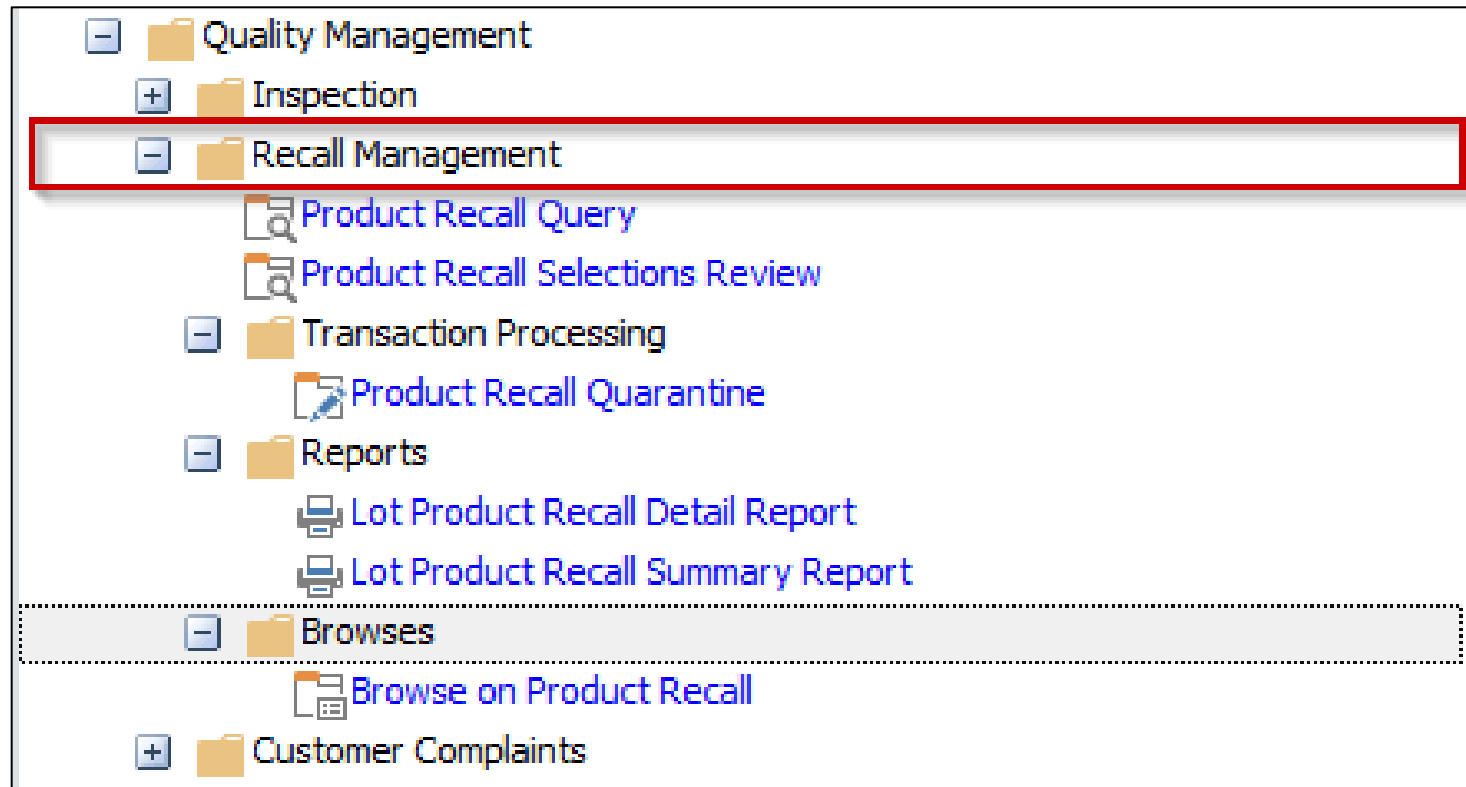 Quality Management
Inspection
Recall Management
Product Recall Query
Product Recall Selections Review
Transaction Processing
Product Recall Quarantine
Reports
Lot Product Recall Detail Report
Lot Product Recall Summary Report
Browses
Browse on Product Recall
Customer Complaints